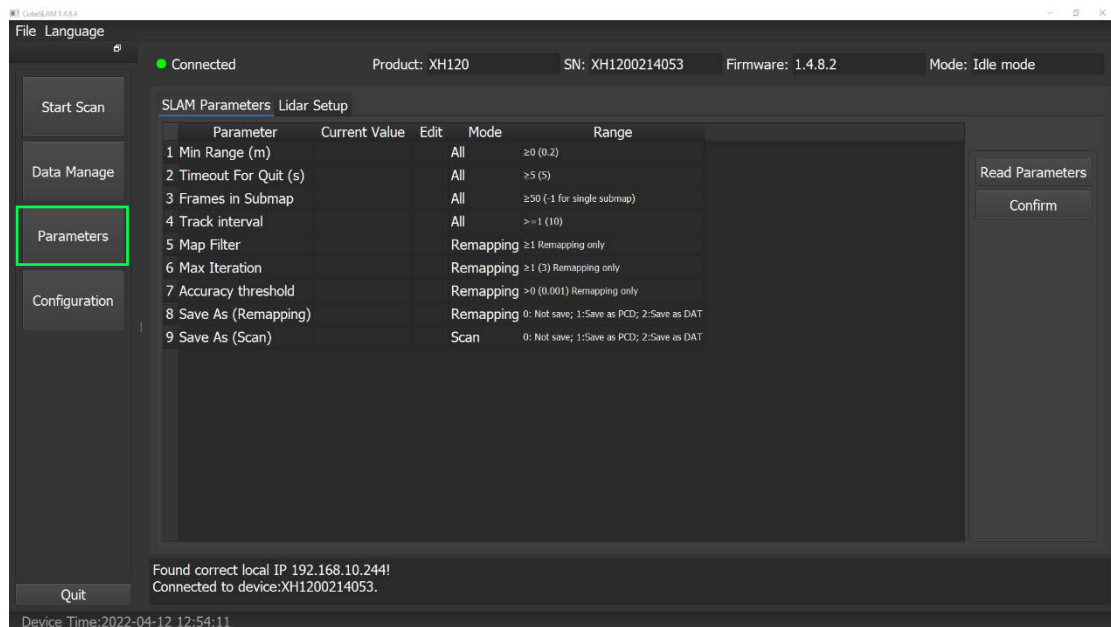 CubeSLAM 1.4.8.4
File Language
Connected Product: XH120 SN: XH1200214053 Firmware: 1.4.8.2 Mode: Idle mode
Start Scan
Data Manage
Parameters
Configuration
Quit
SLAM Parameters Lidar Setup
Parameter Current Value Edit Mode Range
1 Min Range (m) All ≥0 (0.2)
2 Timeout For Quit (s) All ≥5 (5)
3 Frames in Submap All ≥50 (-1 for single submap)
4 Track interval All >=1 (10)
5 Map Filter Remapping ≥1 Remapping only
6 Max Iteration Remapping ≥1 (3) Remapping only
7 Accuracy threshold Remapping >0 (0.001) Remapping only
8 Save As (Remapping) Remapping 0: Not save; 1:Save as PCD; 2:Save as DAT
9 Save As (Scan) Scan 0: Not save; 1:Save as PCD; 2:Save as DAT
Read Parameters
Confirm
Found correct local IP 192.168.10.244!
Connected to device:XH1200214053.
Device Time:2022-04-12 12:54:11